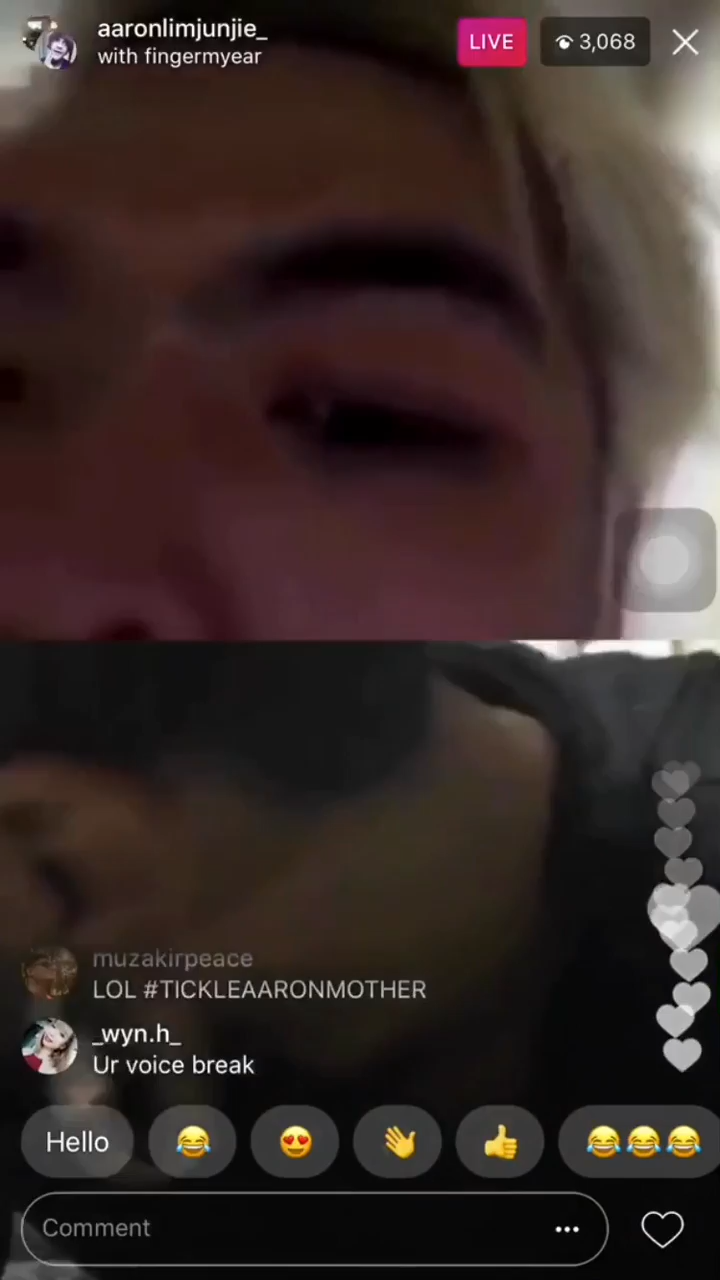 aaronlimjunjie_
with fingermyear
LIVE
3,068
muzakirpeace
LOL #TICKLEAARONMOTHER
_wyn.h_
Ur voice break
Hello
Comment